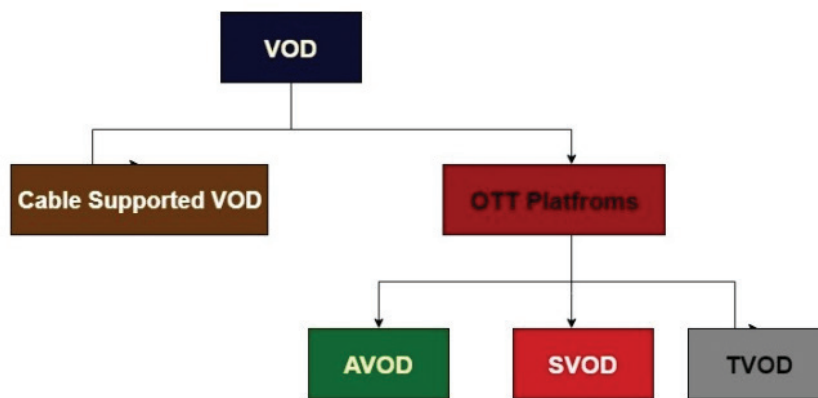 VOD
Cable Supported VOD
OTT Platfroms
AVOD
SVOD
TVOD